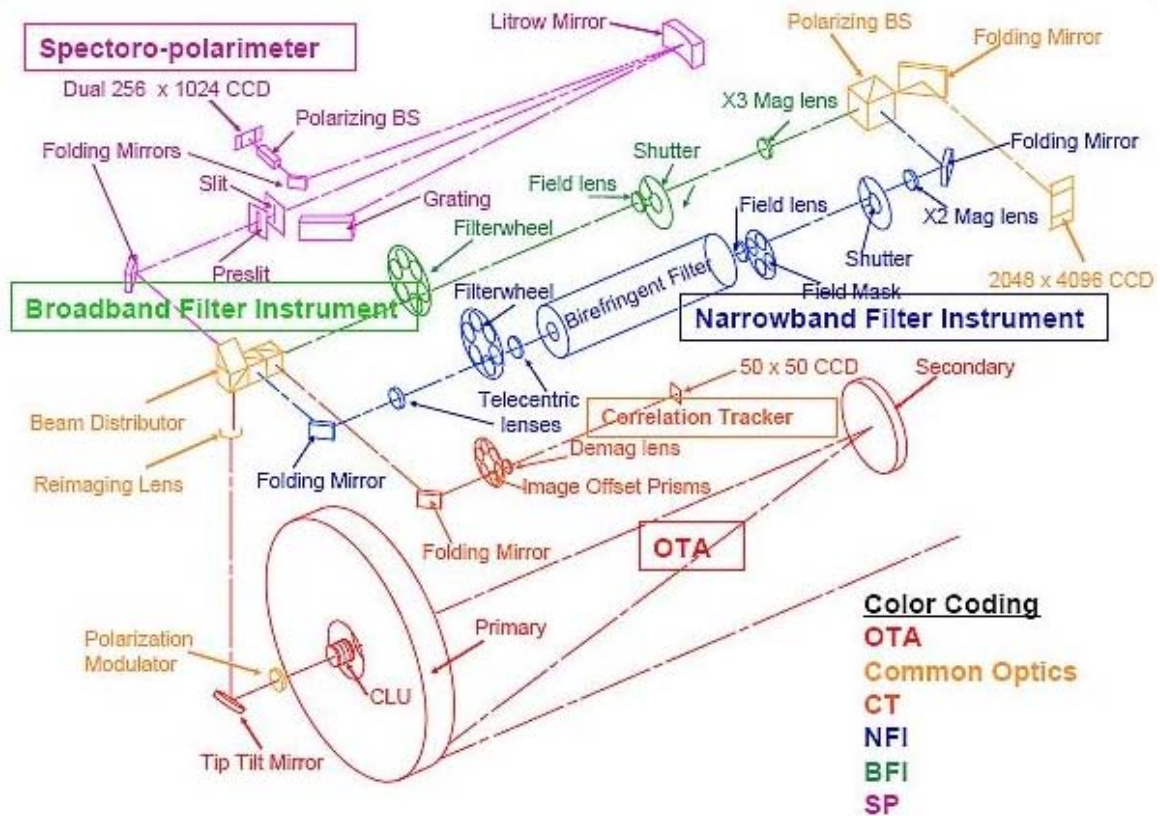 Litrow Mirror
Polarizing BS
Folding Mirror
Spectoro-polarimeter
Dual 256 x 1024 CCD
X3 Mag lens
Polarizing BS
Folding Mirrors
Shutter
Folding Mirror
Slit
Field lens
Field lens
Grating
X2 Mag lens
Filterwheel
Preslit
Shutter
Filterwheel
Birefringent Filter
Field Mask
2048 x 4096 CCD
Broadband Filter Instrument
Narrowband Filter Instrument
50 x 50 CCD
Secondary
Telecentric
lenses
Beam Distributor
Correlation Tracker
Demag lens
Reimaging Lens
Folding Mirror
Image Offset Prisms
Folding Mirror
OTA
Polarization
Modulator
Primary
CLU
Tip Tilt Mirror
Color Coding
OTA
Common Optics
CT
NFI
BFI
SP